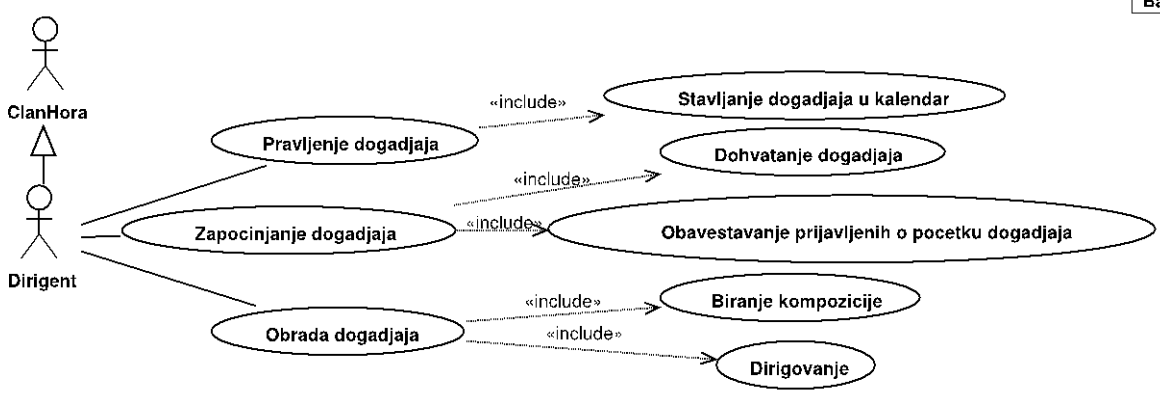 Ba
ClanHora
«include»
Stavljanje dogadjaja u kalendar
Pravljenje dogadjaja
Dohvatanje dogadjaja
«include»
«include»
Zapocinjanje dogadjaja
Obavestavanje prijavljenih o pocetku dogadjaja
Dirigent
«include»
Biranje kompozicije
Obrada dogadjaja
«include»
Dirigovanje